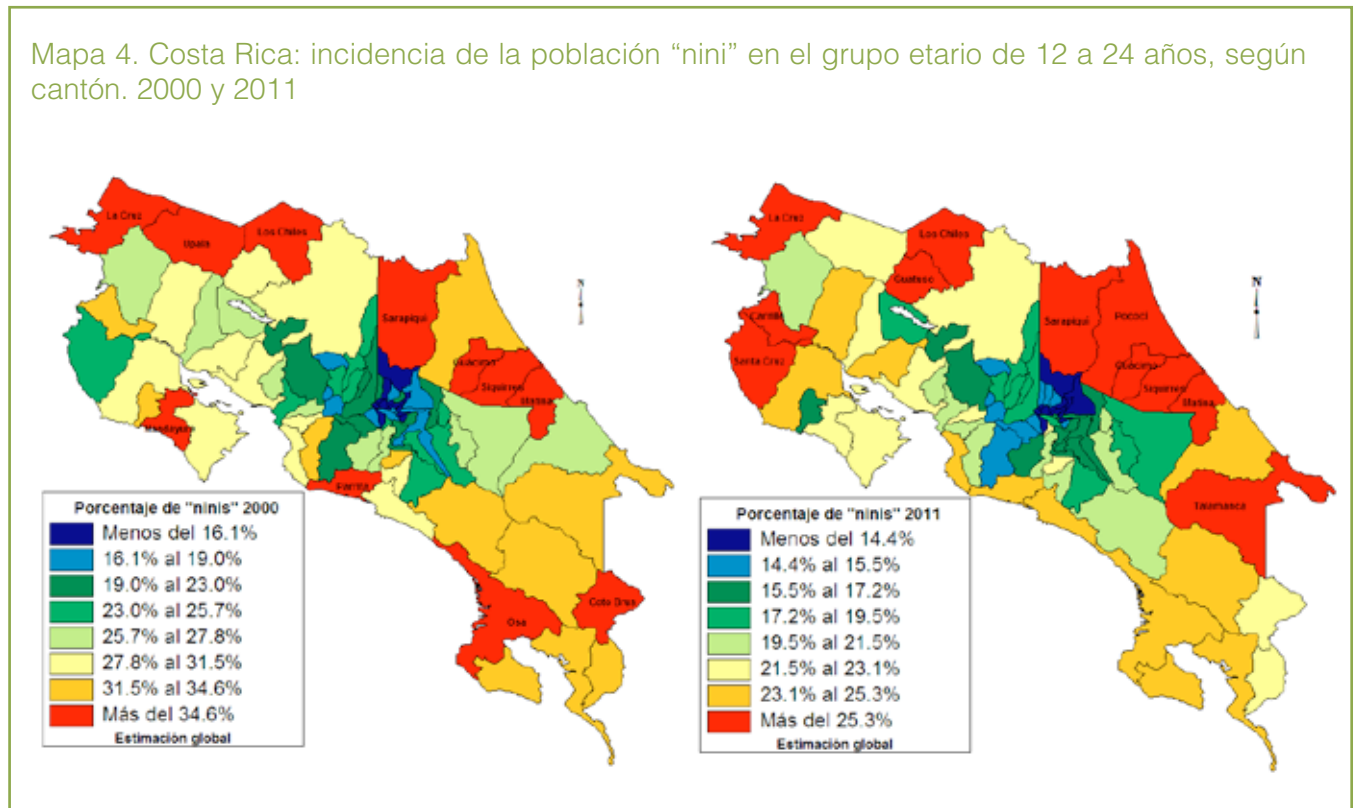 Mapa 4. Costa Rica: incidencia de la población “nini” en el grupo etario de 12 a 24 años, según
cantón. 2000 y 2011
La Cruz
Upala
Los Chiles
Sarapiquí
Guácimo
Siquirres
Matina
Nandayure
Parrita
Osa
Coto Brus
N
Porcentaje de "ninis" 2000
Menos del 16.1%
16.1% al 19.0%
19.0% al 23.0%
23.0% al 25.7%
25.7% al 27.8%
27.8% al 31.5%
31.5% al 34.6%
Más del 34.6%
Estimación global
La Cruz
Los Chiles
Guatuso
Carrillo
Santa Cruz
Sarapiquí
Pococí
Guácimo
Siquirres
Matina
Talamanca
N
Porcentaje de "ninis" 2011
Menos del 14.4%
14.4% al 15.5%
15.5% al 17.2%
17.2% al 19.5%
19.5% al 21.5%
21.5% al 23.1%
23.1% al 25.3%
Más del 25.3%
Estimación global